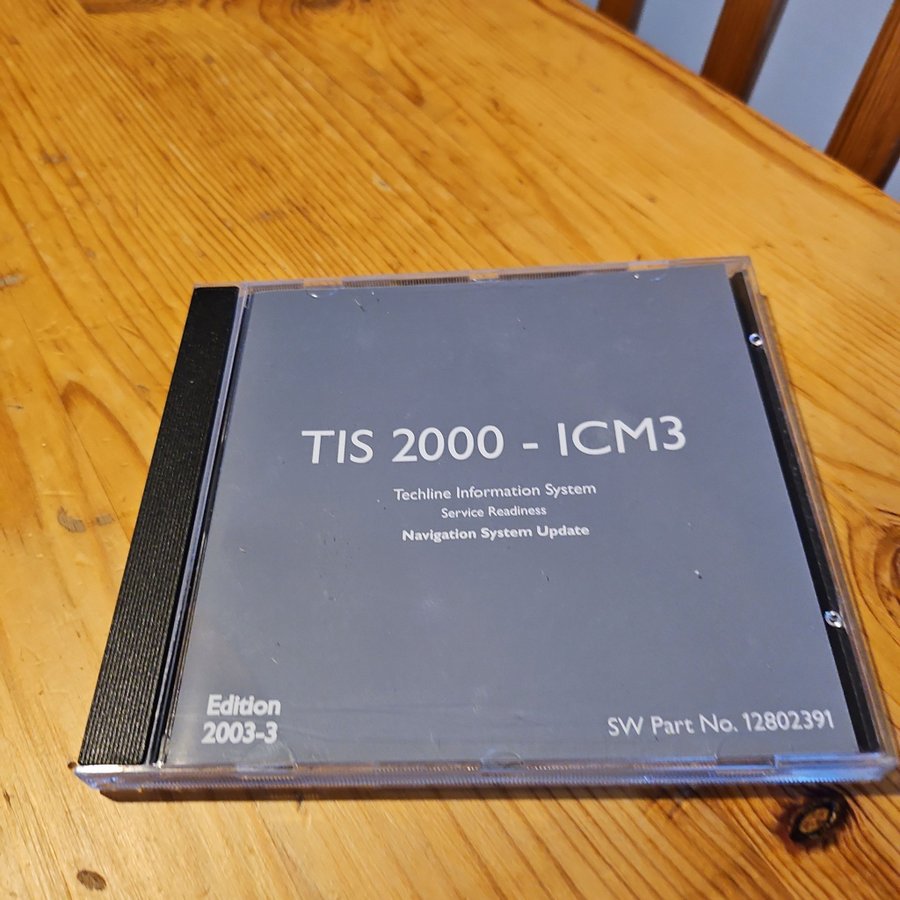 TIS 2000 - ICM3
Techline Information System
Service Readiness
Navigation System Update
Edition
2003-3
SW Part No. 12802391